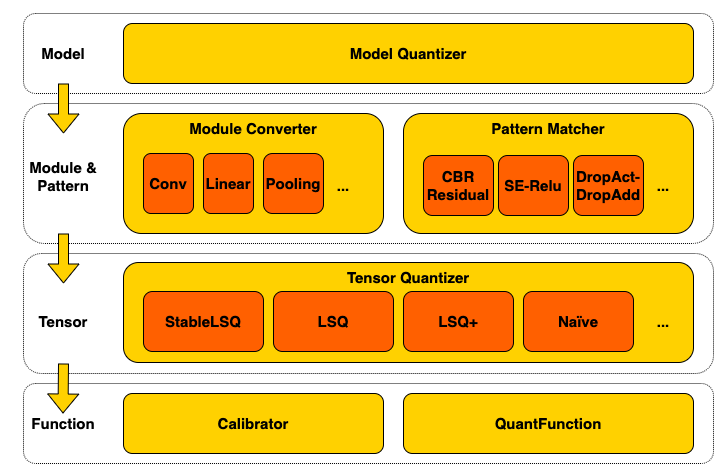 Model
Model Quantizer
Module &
Pattern
Module Converter
Conv
Linear
Pooling
...
Pattern Matcher
CBR
Residual
SE-Relu
DropAct-
DropAdd
...
Tensor
Tensor Quantizer
StableLSQ
LSQ
LSQ+
Naïve
...
Function
Calibrator
QuantFunction